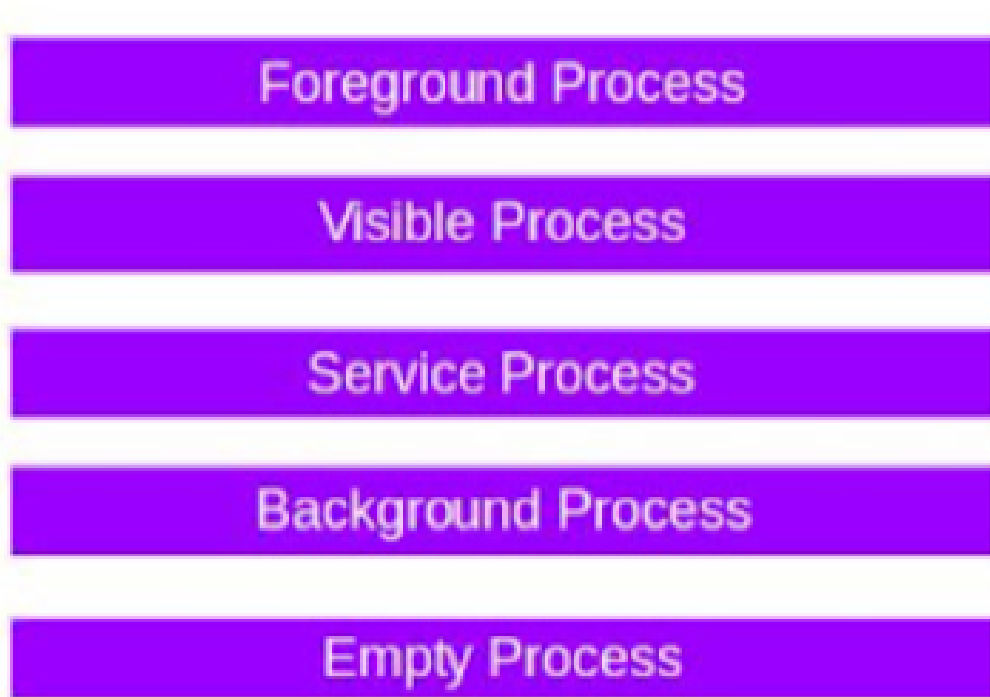 Foreground Process
Visible Process
Service Process
Background Process
Empty Process